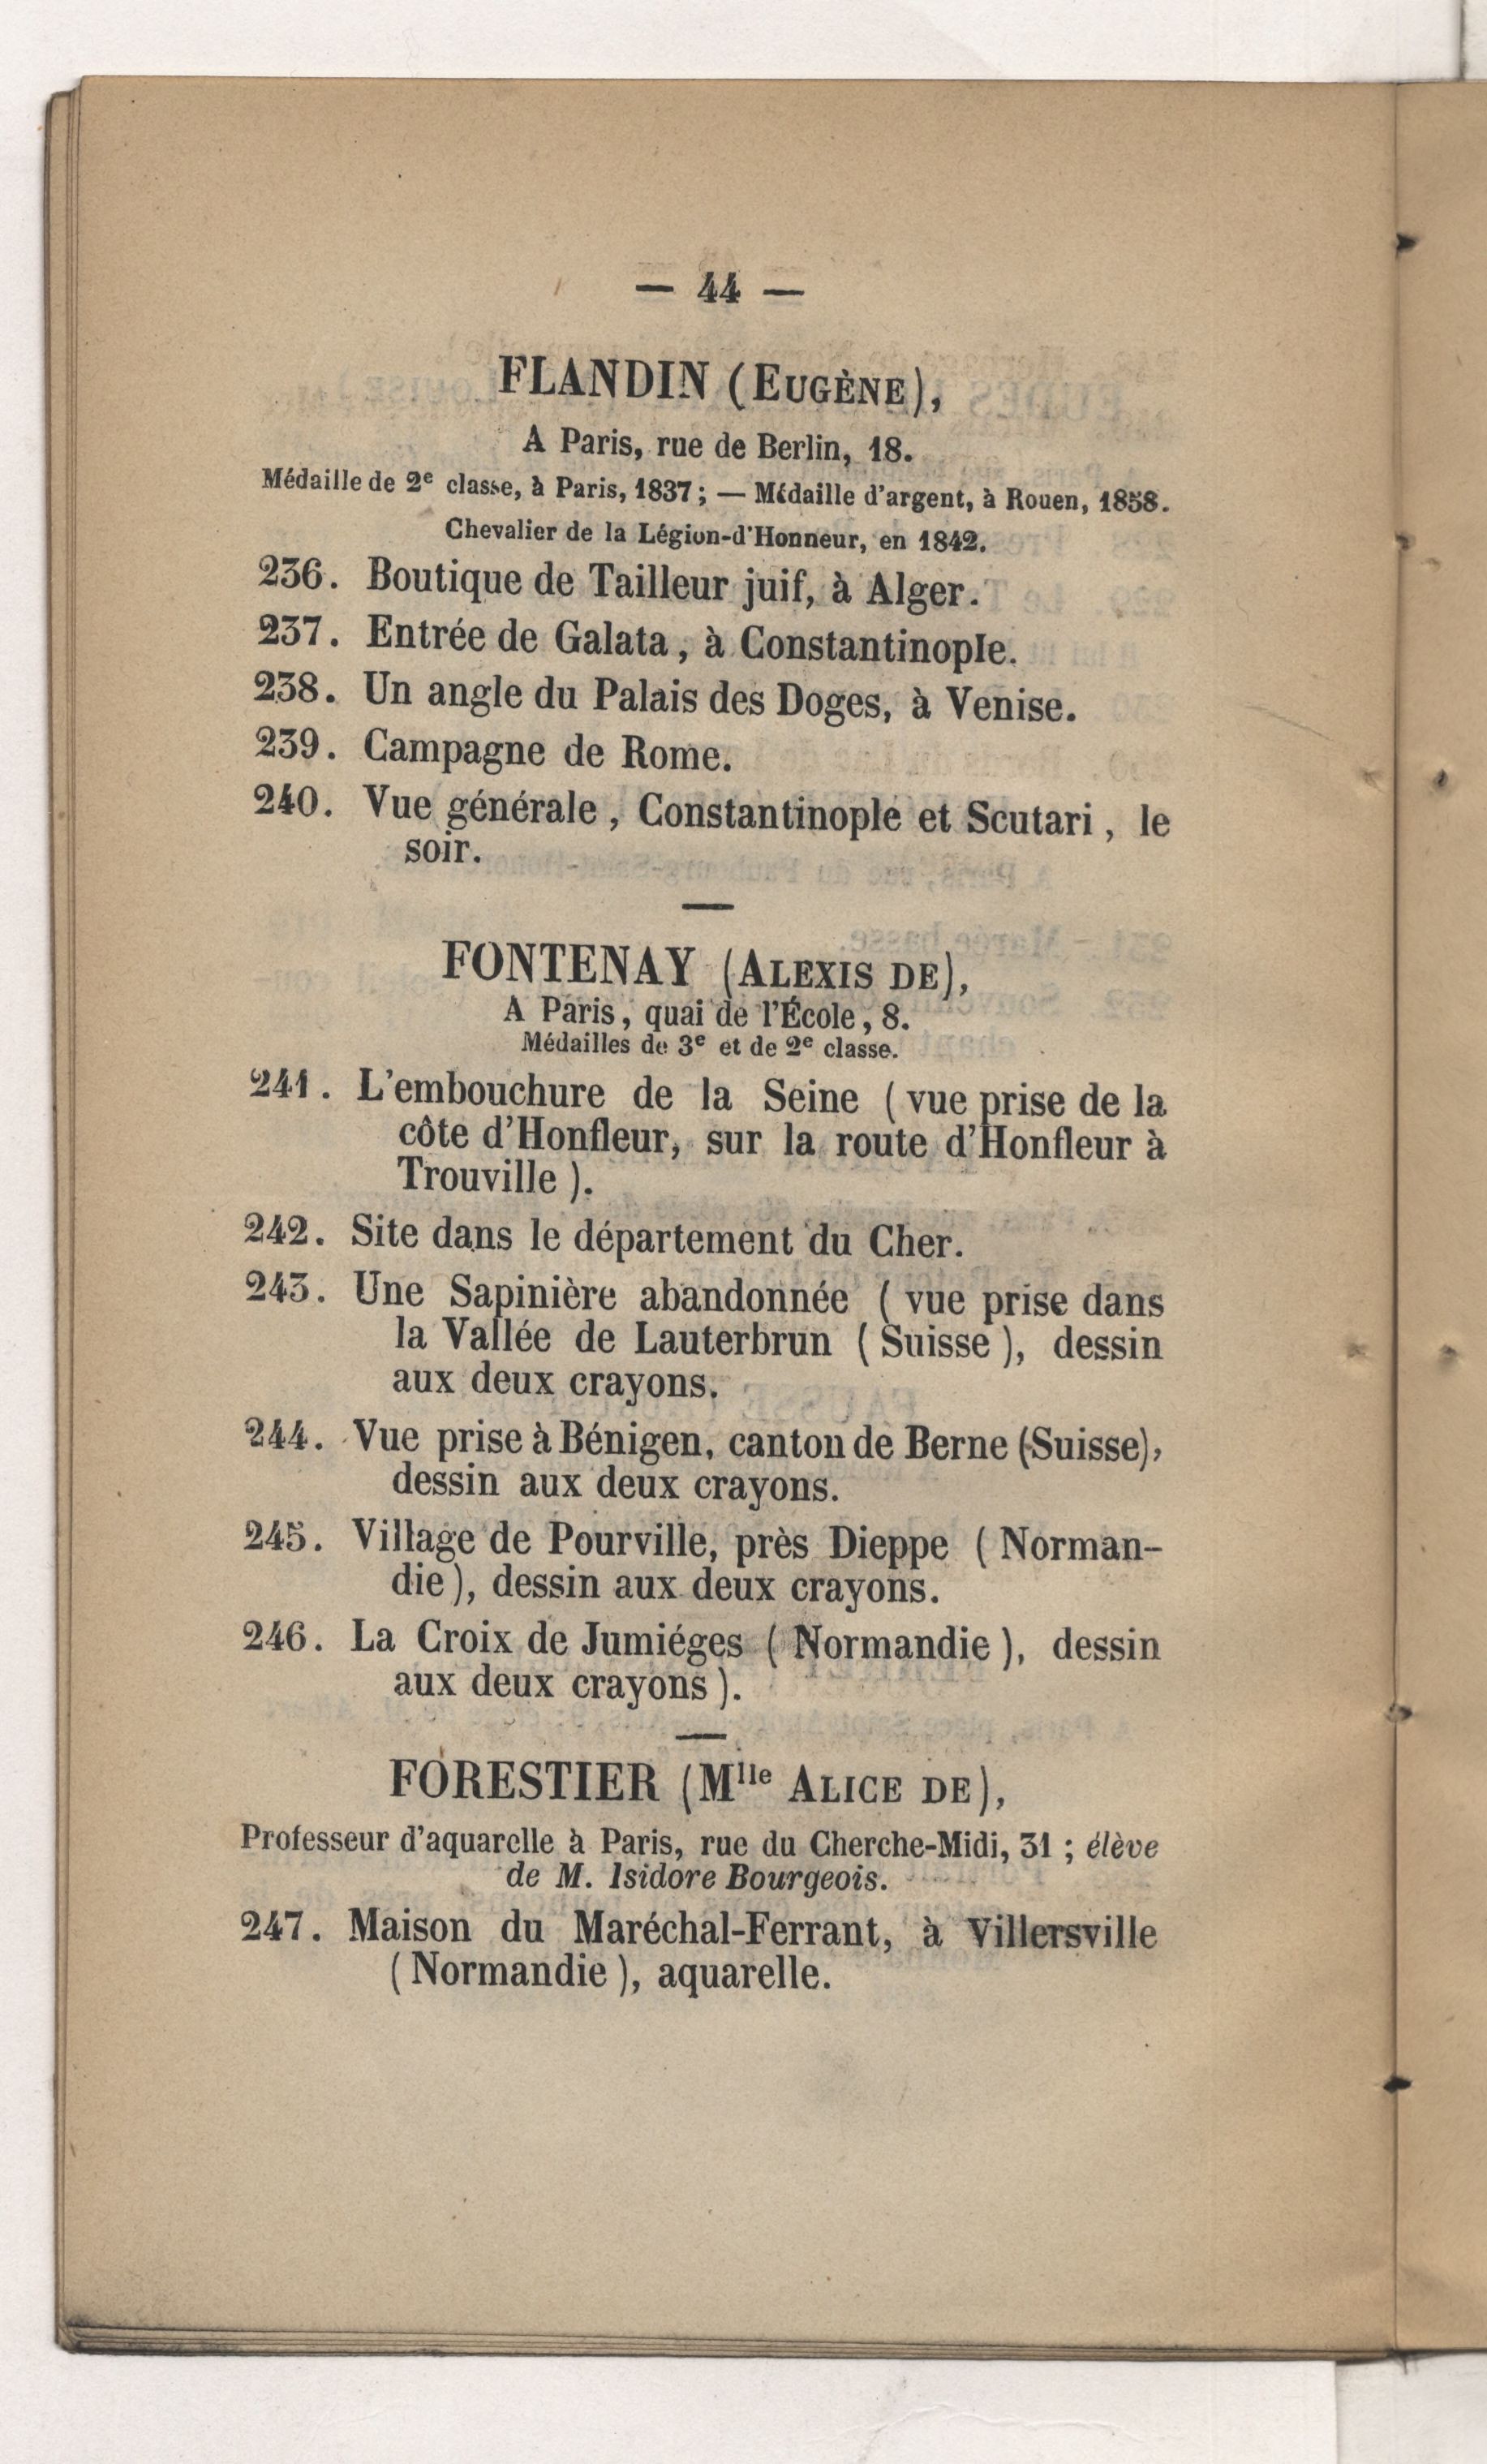 — 44 —
FLANDIN (EUGÈNE),
A Paris, rue de Berlin, 18.
Médaille de 2e classe, à Paris, 1837 ; — Médaille d'argent, à Rouen, 1858.
Chevalier de la Légion-d'Honneur, en 1842.
236. Boutique de Tailleur juif, à Alger.
237. Entrée de Galata, à Constantinople.
238. Un angle du Palais des Doges, à Venise.
239. Campagne de Rome.
240. Vue générale, Constantinople et Scutari, le
soir.
FONTENAY (ALEXIS DE),
A Paris, quai de l'École, 8.
Médailles de 3e et de 2e classe.
241. L'embouchure de la Seine (vue prise de la
côte d'Honfleur, sur la route d'Honfleur à
Trouville).
242. Site dans le département du Cher.
243. Une Sapinière abandonnée (vue prise dans
la Vallée de Lauterbrun (Suisse), dessin
aux deux crayons.
244. Vue prise à Bénigen, canton de Berne (Suisse),
dessin aux deux crayons.
245. Village de Pourville, près Dieppe (Norman-
die), dessin aux deux crayons.
246. La Croix de Jumiéges (Normandie), dessin
aux deux crayons).
FORESTIER (Mlle ALICE DE),
Professeur d'aquarelle à Paris, rue du Cherche-Midi, 31 ; élève
de M. Isidore Bourgeois.
247. Maison du Maréchal-Ferrant, à Villersville
(Normandie), aquarelle.